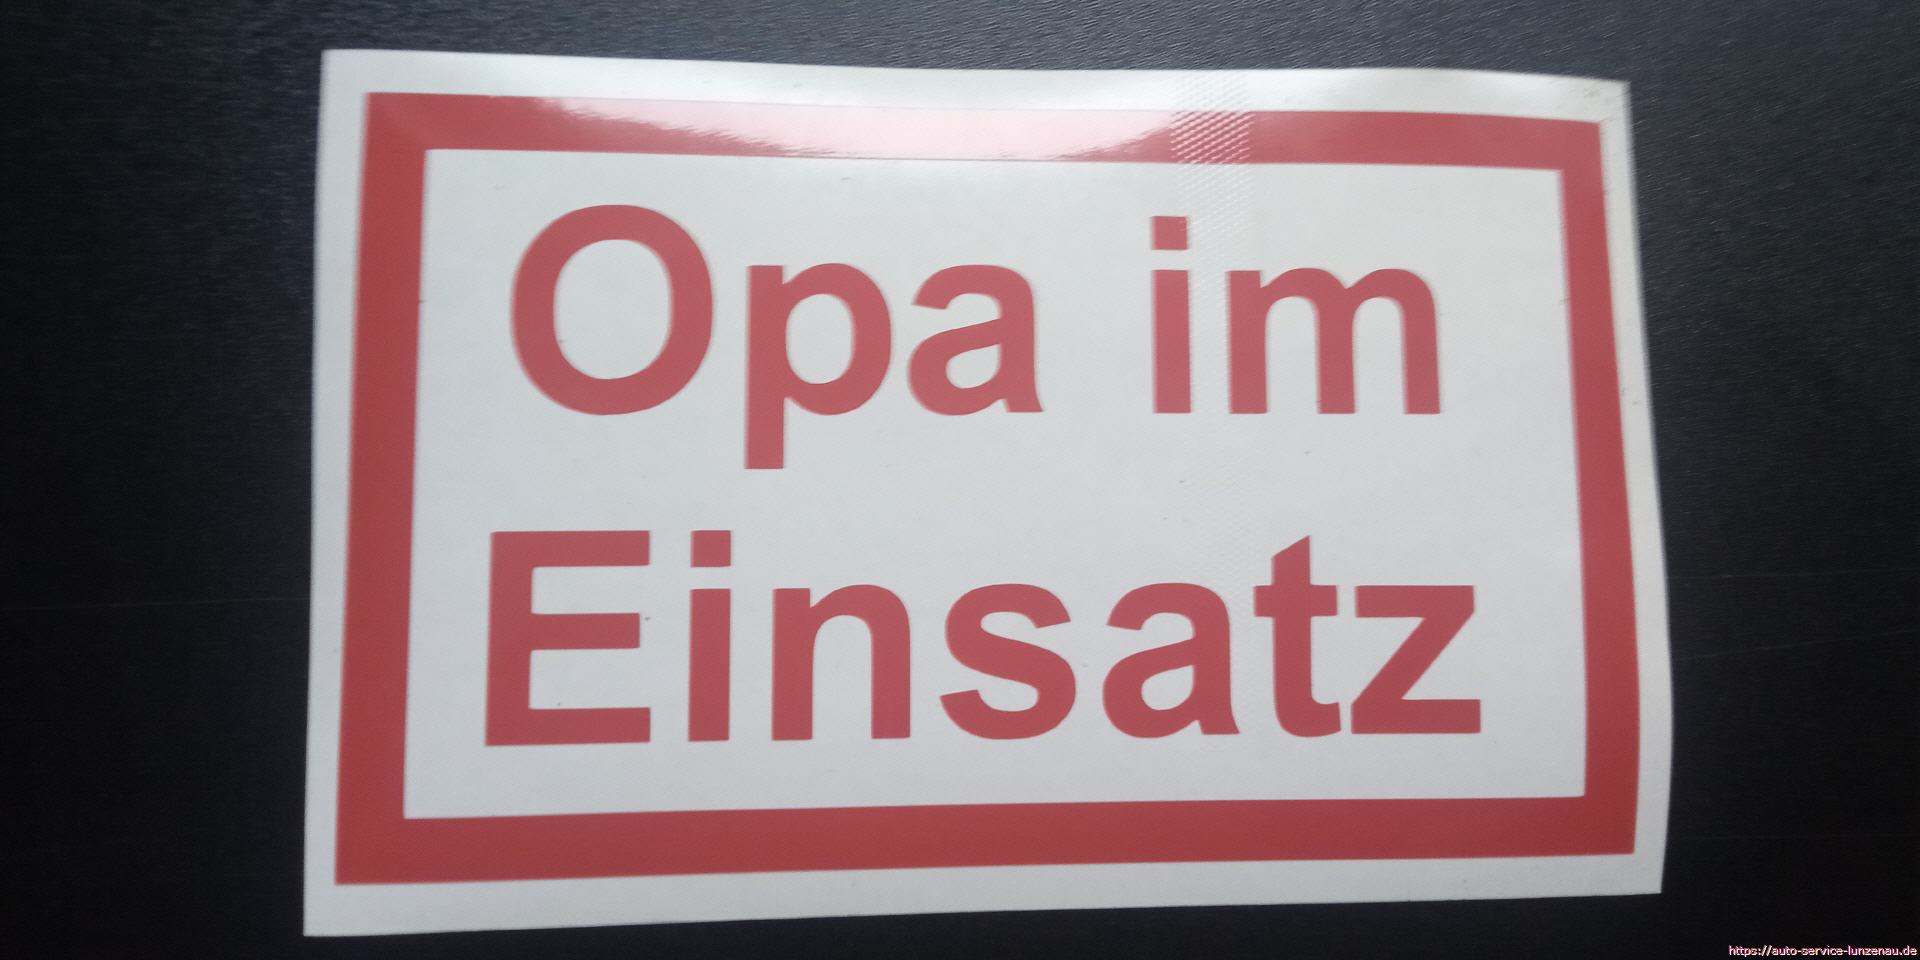 Opa im
Einsatz
https://auto-service-lunzenau.de